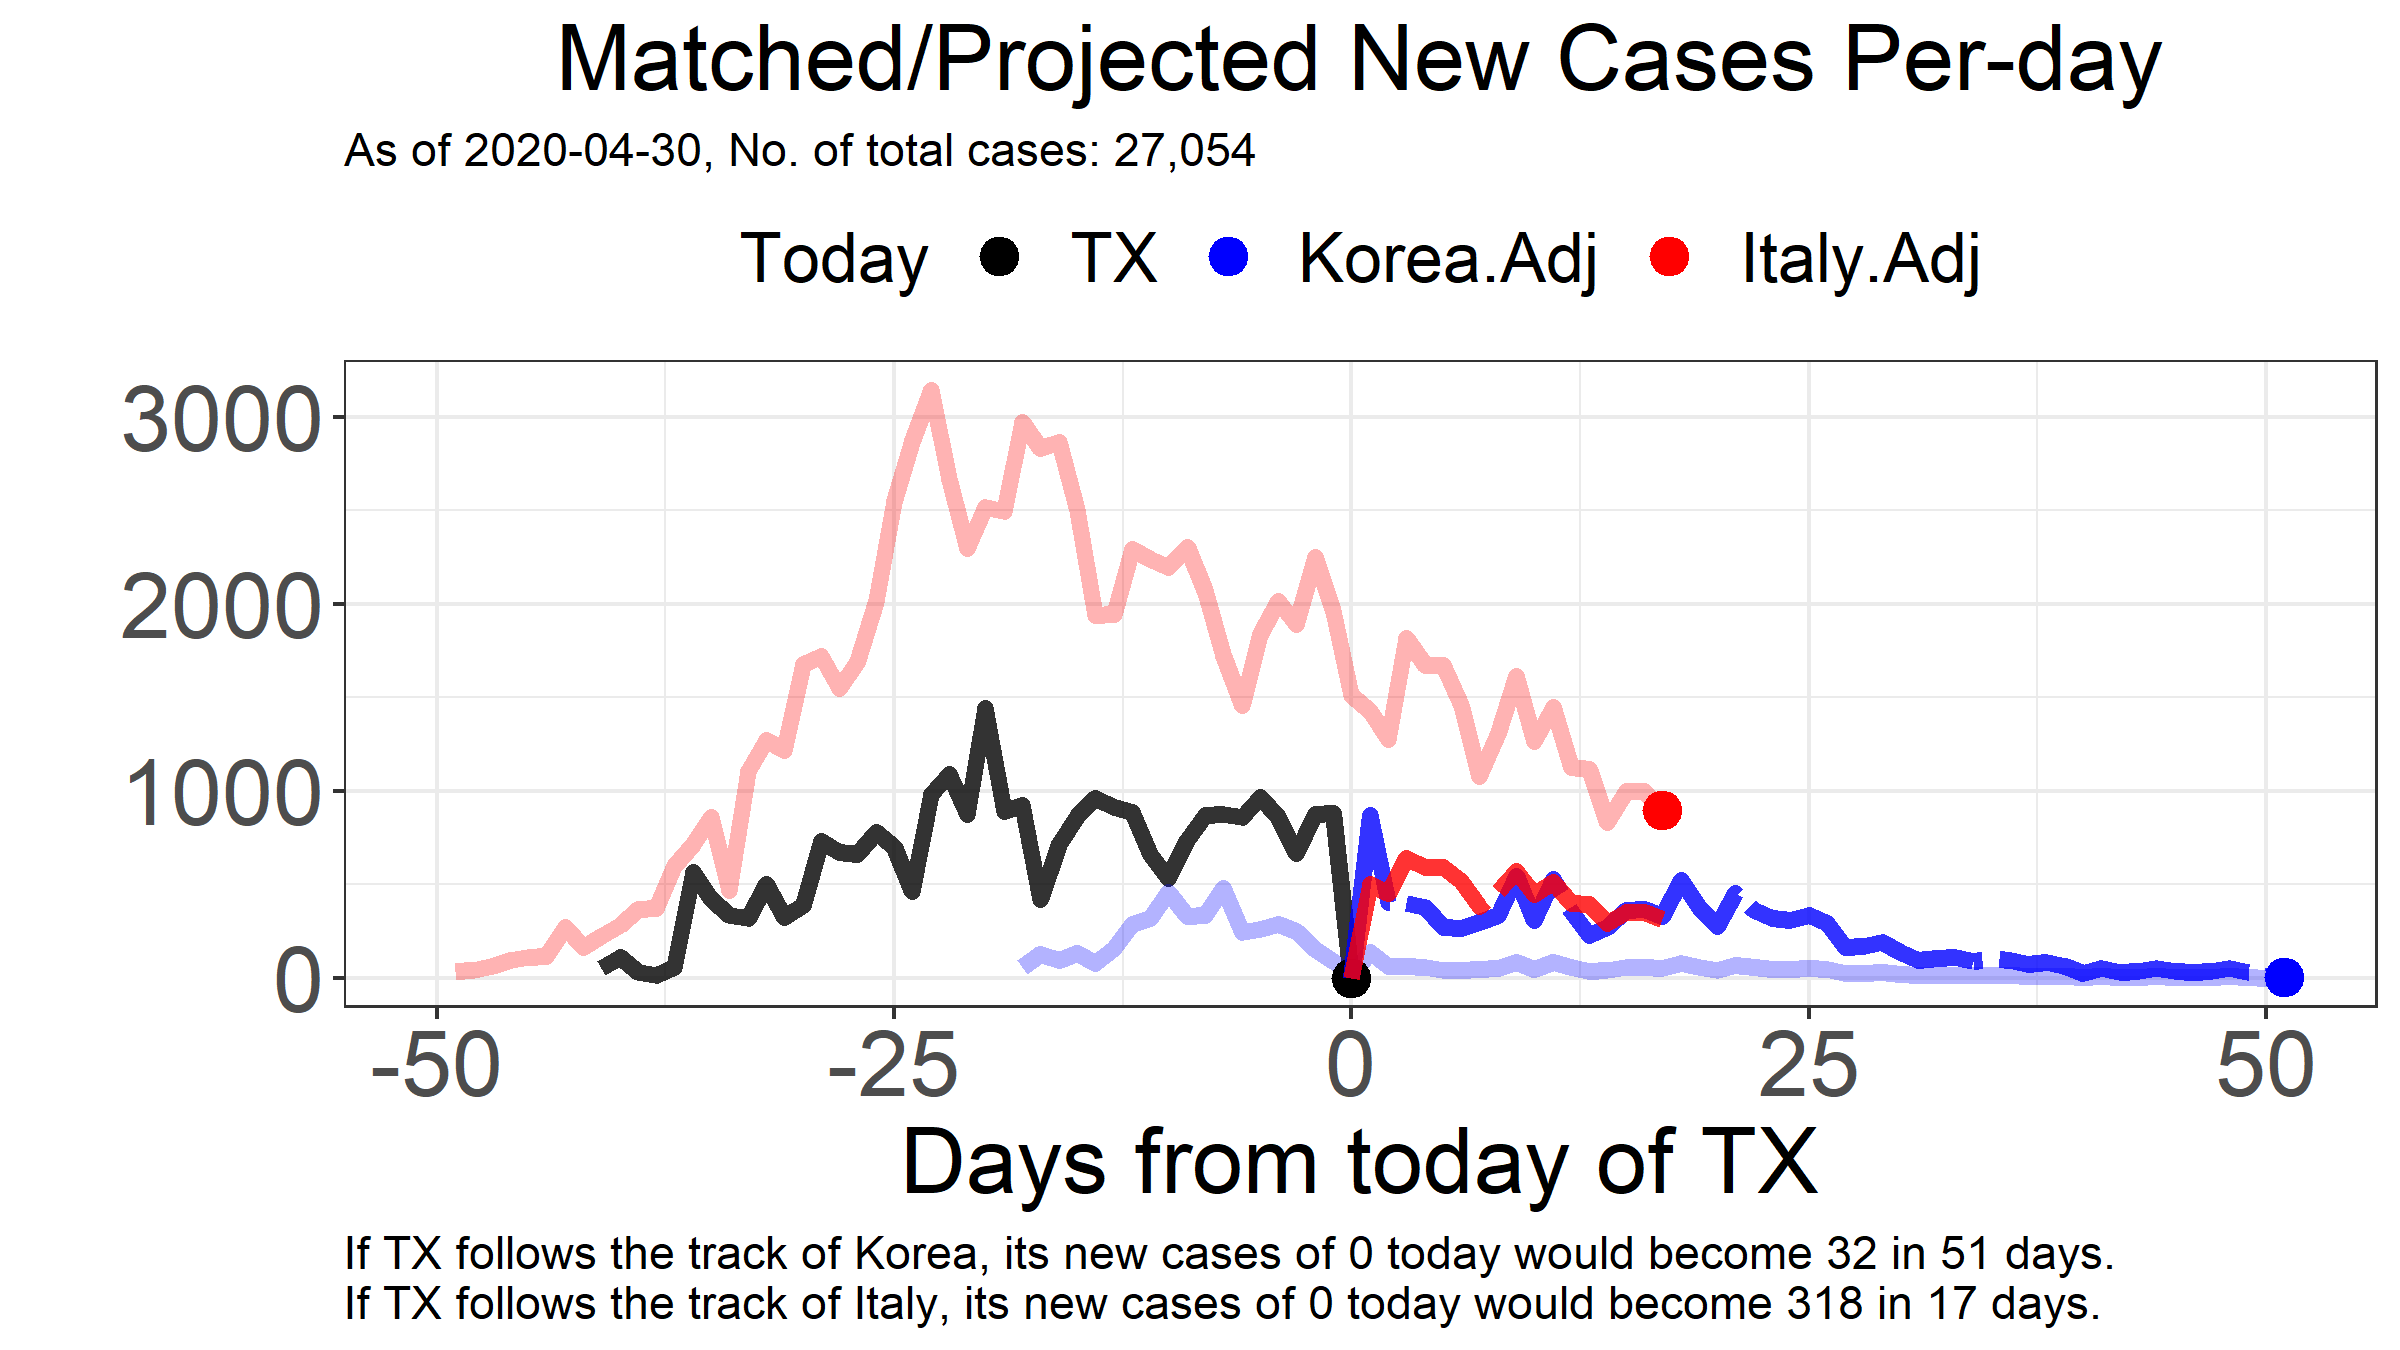 Matched/Projected New Cases Per-day
As of 2020-04-30, No. of total cases: 27,054
Today TX Korea.Adj Italy.Adj
3000
2000
1000
0
-50 -25 0 25 50
Days from today of TX
If TX follows the track of Korea, its new cases of 0 today would become 32 in 51 days.
If TX follows the track of Italy, its new cases of 0 today would become 318 in 17 days.